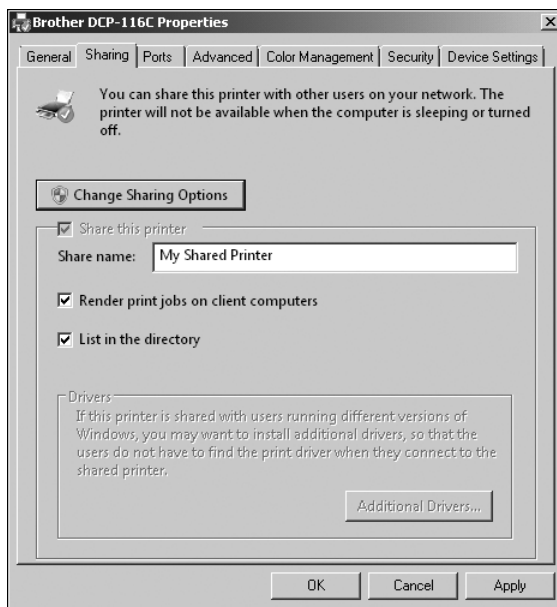 Brother DCP-116C Properties
General Sharing Ports Advanced Color Management Security Device Settings
You can share this printer with other users on your network. The
printer will not be available when the computer is sleeping or turned
off.
Change Sharing Options
Share this printer
Share name: My Shared Printer
Render print jobs on client computers
List in the directory
Drivers
If this printer is shared with users running different versions of
Windows, you may want to install additional drivers, so that the
users do not have to find the print driver when they connect to the
shared printer.
Additional Drivers...
OK Cancel Apply